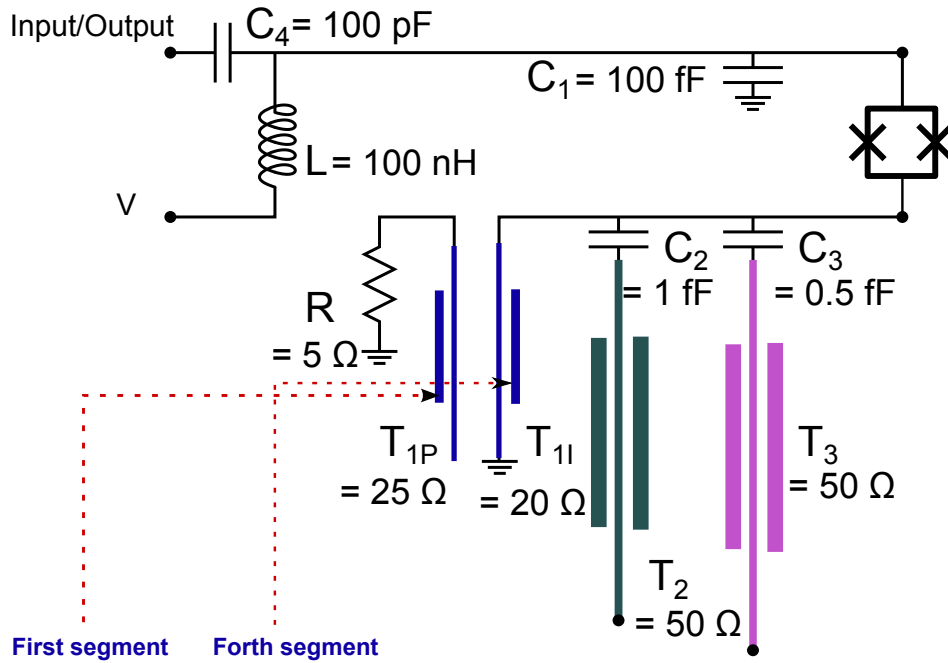 Input/Output
C₄ = 100 pF
C₁ = 100 fF
L = 100 nH
V
R
= 5 Ω
C₂
= 1 fF
C₃
= 0.5 fF
T₁P
= 25 Ω
T₁I
= 20 Ω
T₃
= 50 Ω
T₂
= 50 Ω
First segment
Forth segment